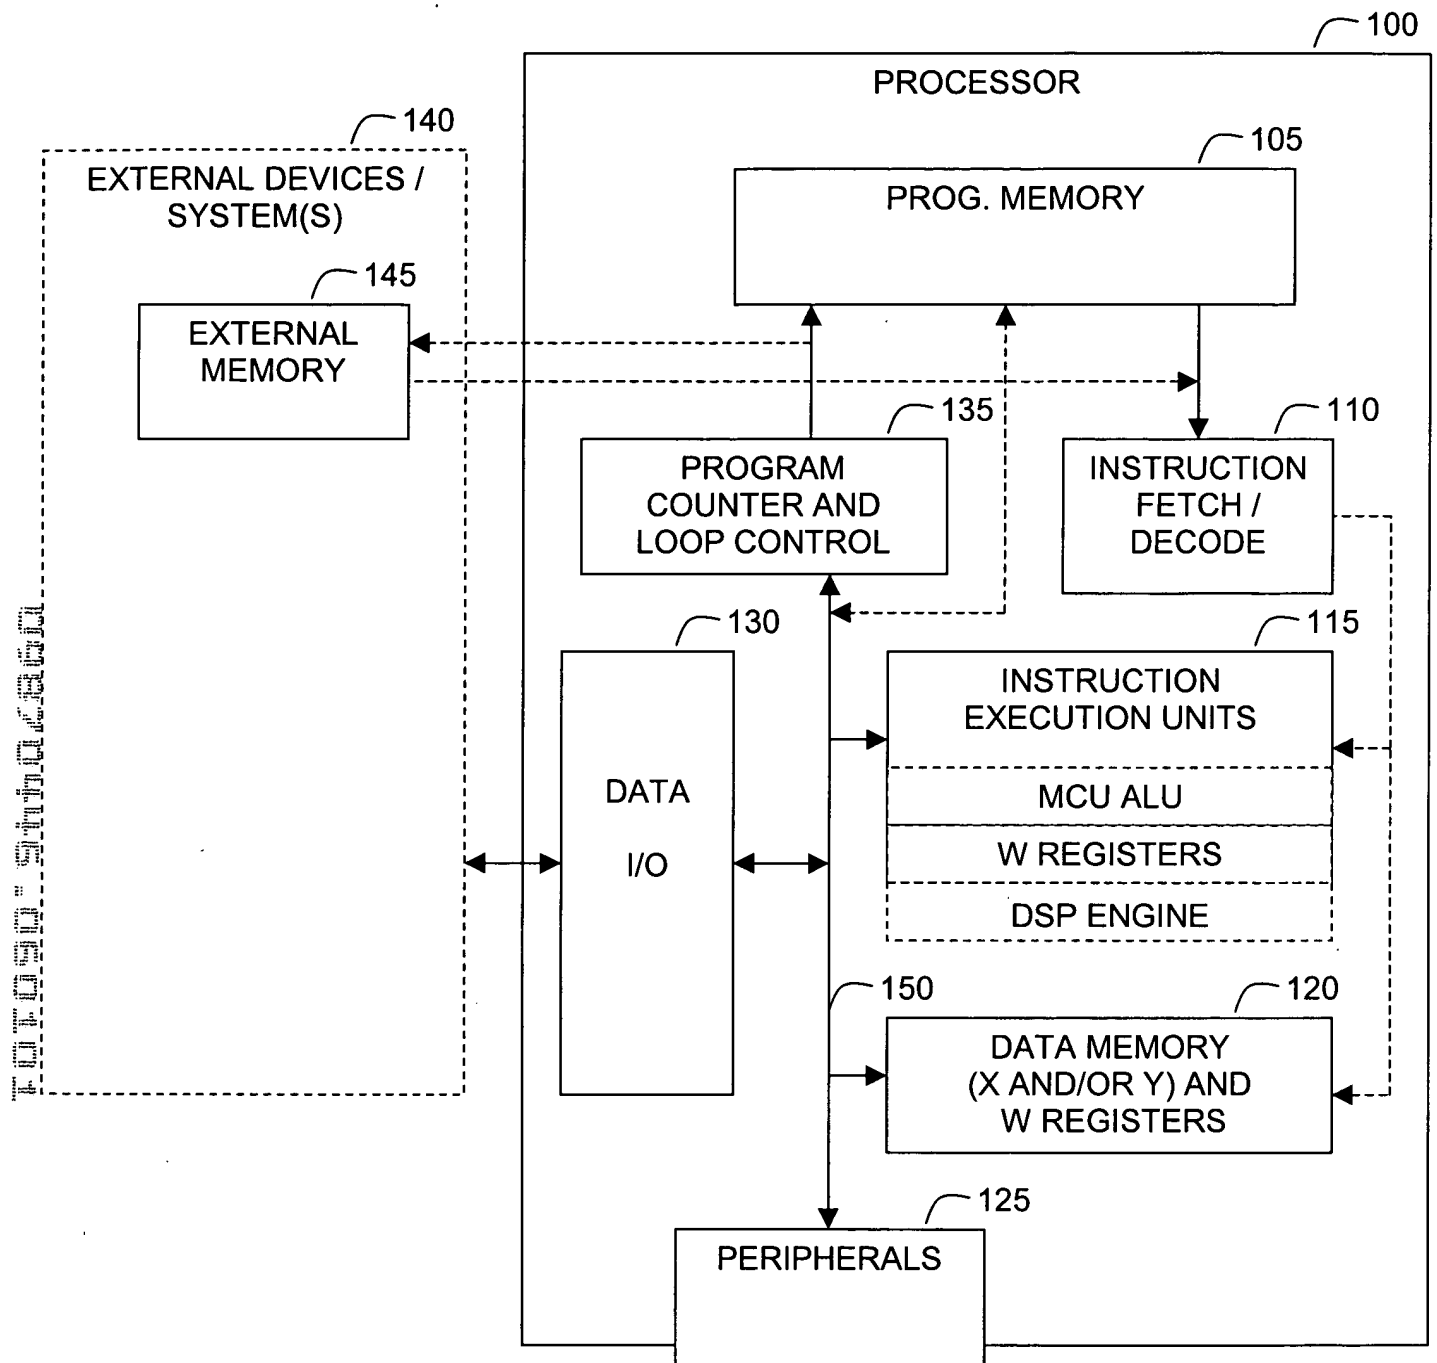 100
PROCESSOR
140
EXTERNAL DEVICES /
SYSTEM(S)
105
PROG. MEMORY
145
EXTERNAL
MEMORY
135
PROGRAM
COUNTER AND
LOOP CONTROL
110
INSTRUCTION
FETCH /
DECODE
130
DATA
I/O
115
INSTRUCTION
EXECUTION UNITS
MCU ALU
W REGISTERS
DSP ENGINE
150
120
DATA MEMORY
(X AND/OR Y) AND
W REGISTERS
125
PERIPHERALS